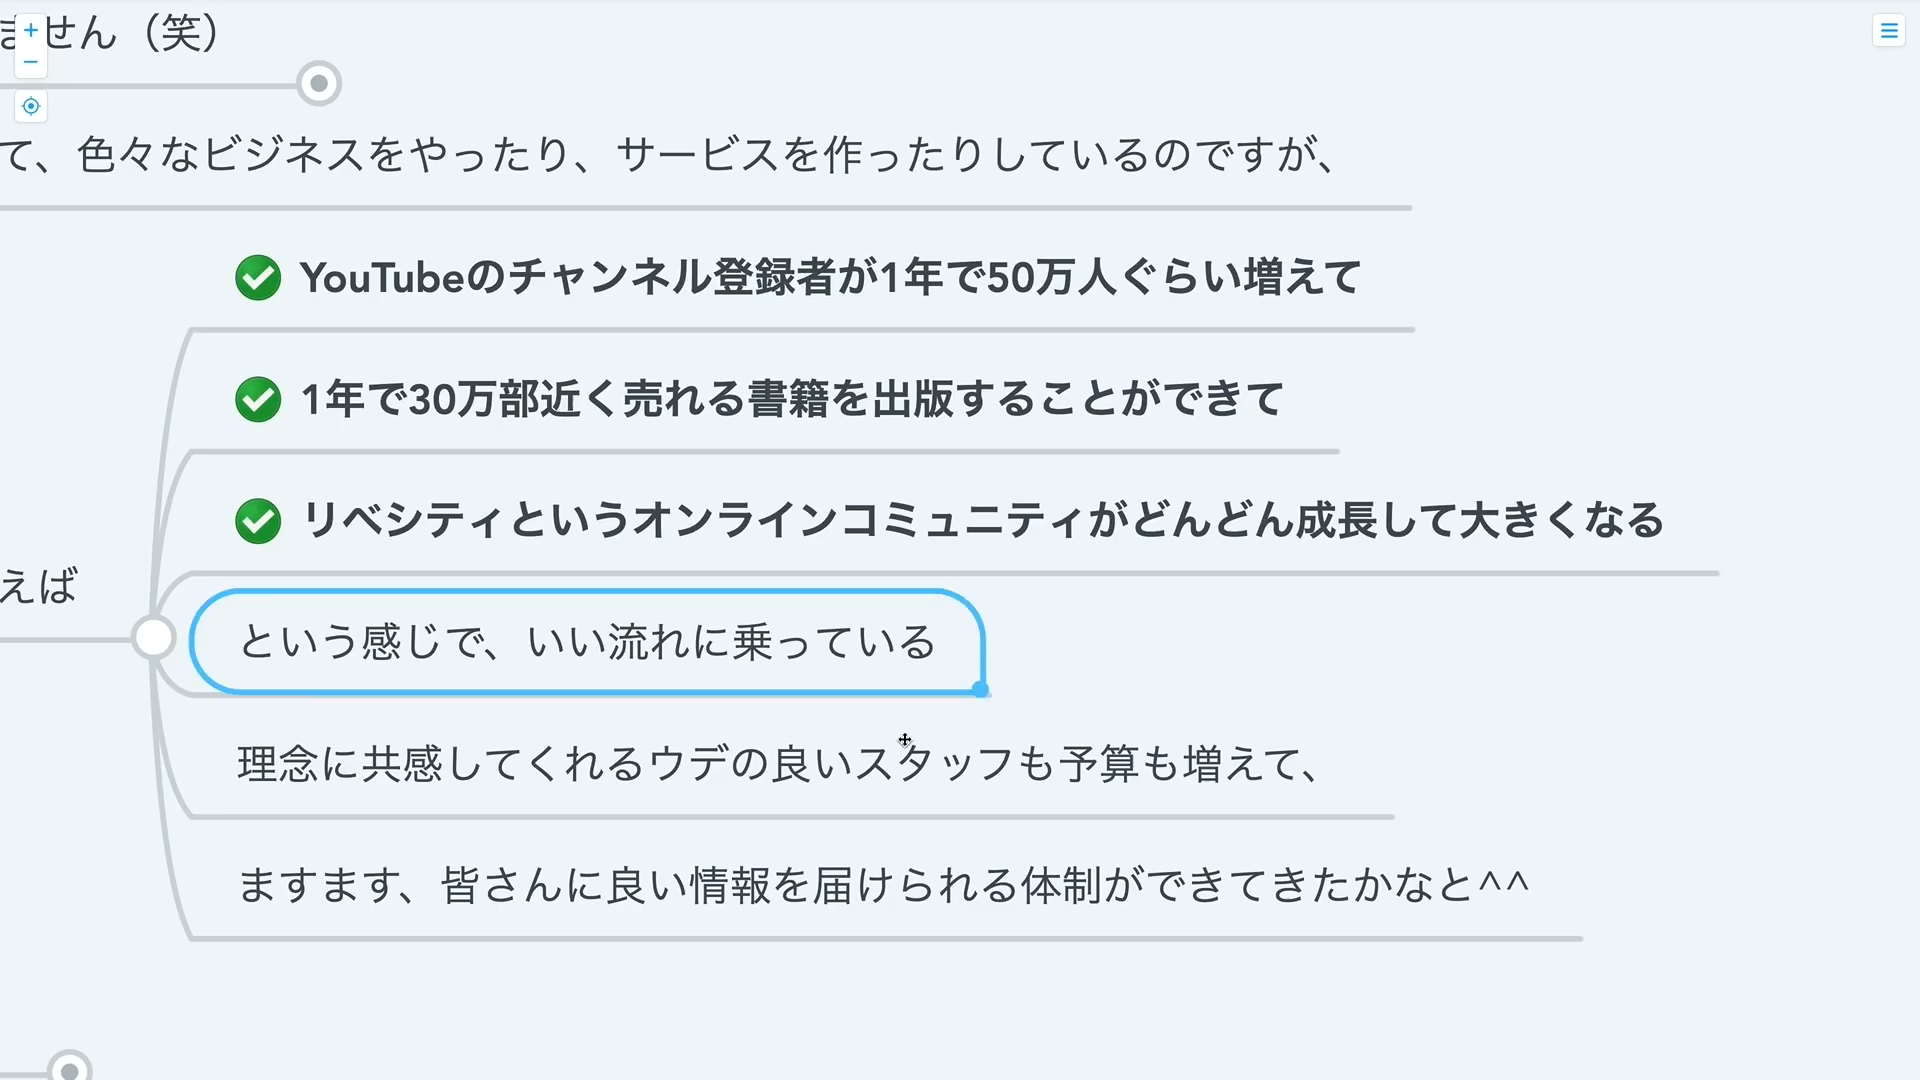 ません（笑）
て、色々なビジネスをやったり、サービスを作ったりしているのですが、
YouTubeのチャンネル登録者が1年で50万人ぐらい増えて
1年で30万部近く売れる書籍を出版することができて
リベシティというオンラインコミュニティがどんどん成長して大きくなる
えば
という感じで、いい流れに乗っている
理念に共感してくれるウデの良いスタッフも予算も増えて、
ますます、皆さんに良い情報を届けられる体制ができてきたかなと^^